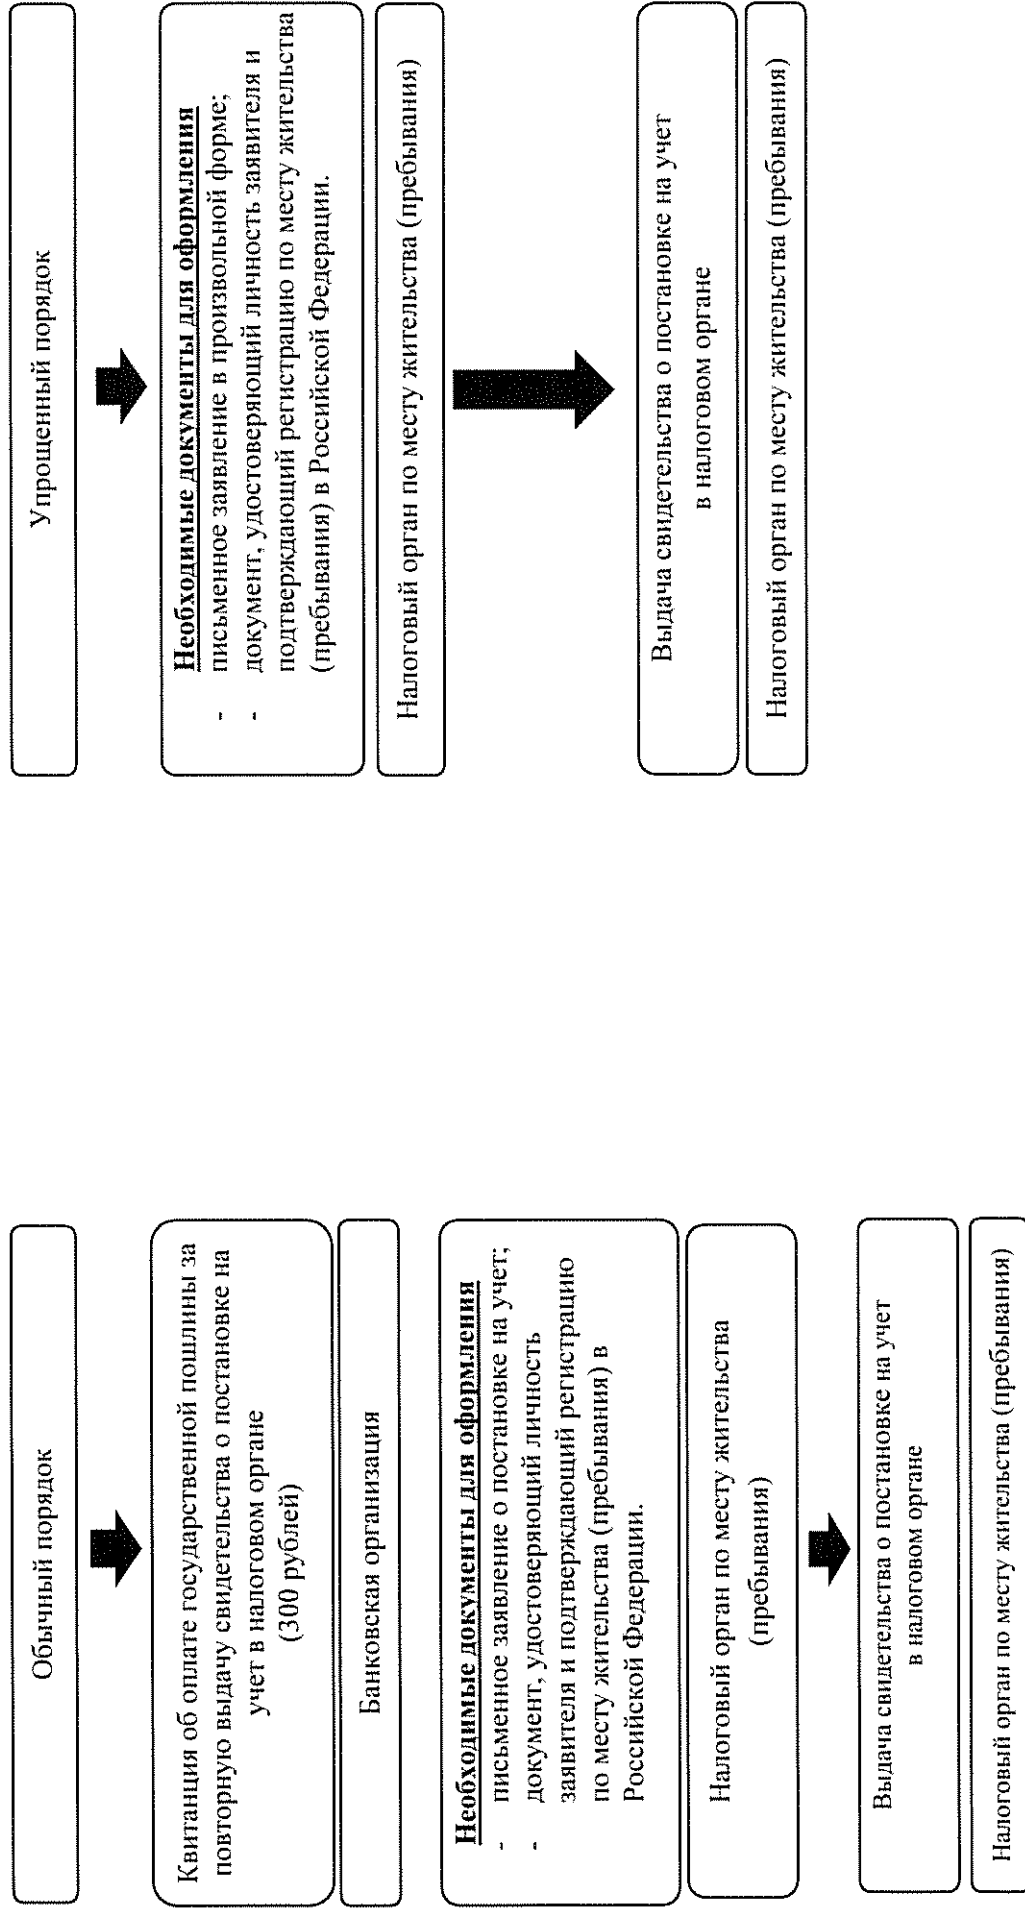 Обычный порядок
Квитанция об оплате государственной пошлины за
повторную выдачу свидетельства о постановке на
учет в налоговом органе
(300 рублей)
Банковская организация
Необходимые документы для оформления
- письменное заявление о постановке на учет;
- документ, удостоверяющий личность
заявителя и подтверждающий регистрацию
по месту жительства (пребывания) в
Российской Федерации.
Налоговый орган по месту жительства
(пребывания)
Выдача свидетельства о постановке на учет
в налоговом органе
Налоговый орган по месту жительства (пребывания)
Упрощенный порядок
Необходимые документы для оформления
- письменное заявление в произвольной форме;
- документ, удостоверяющий личность заявителя и
подтверждающий регистрацию по месту жительства
(пребывания) в Российской Федерации.
Налоговый орган по месту жительства (пребывания)
Выдача свидетельства о постановке на учет
в налоговом органе
Налоговый орган по месту жительства (пребывания)